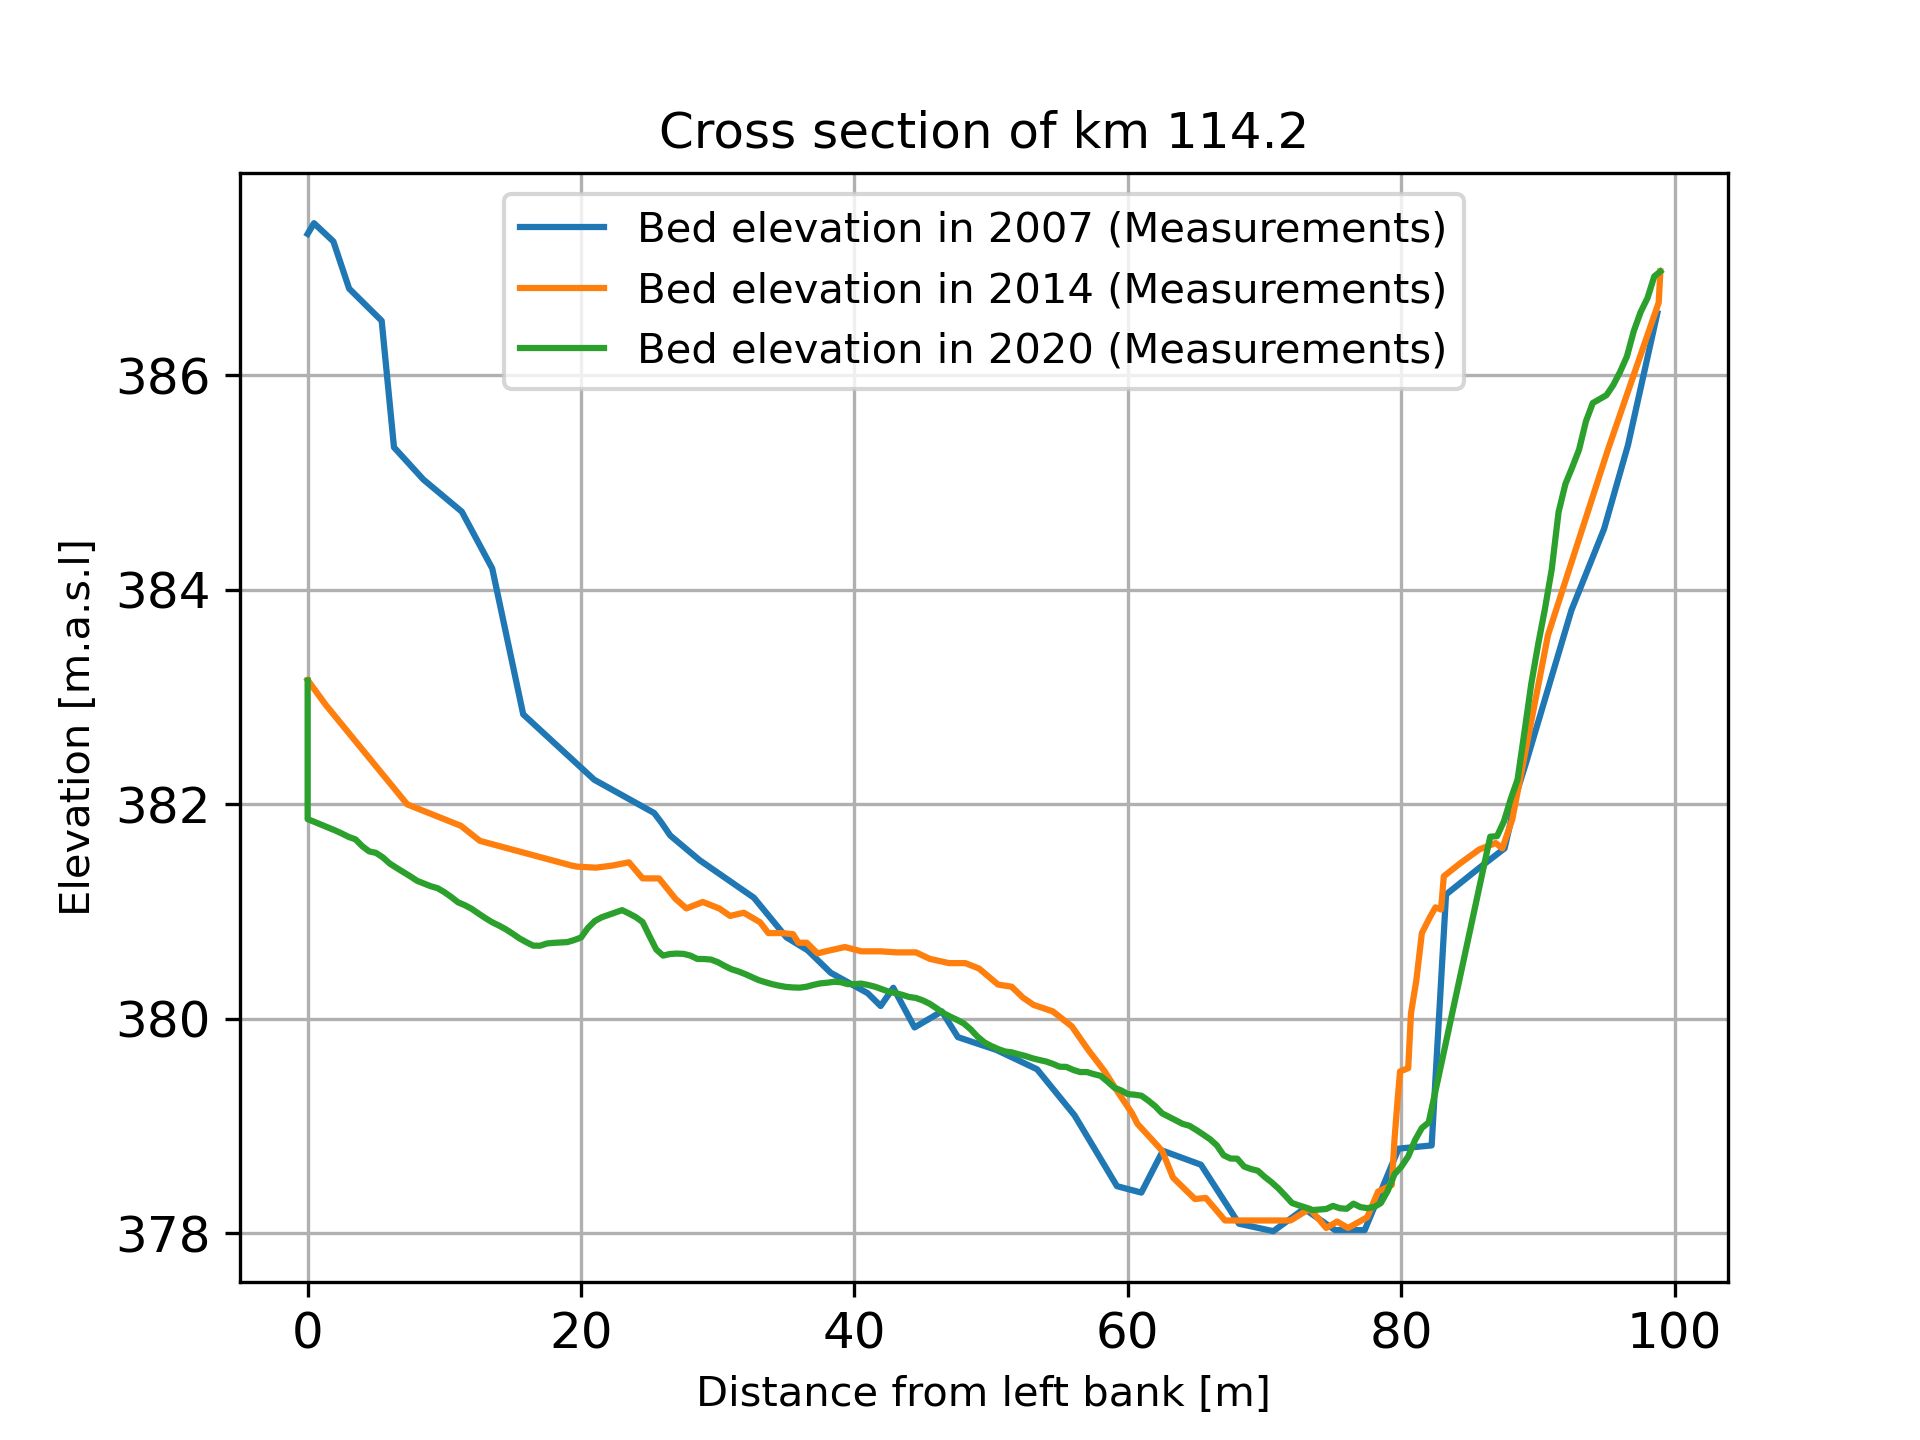 Cross section of km 114.2
Bed elevation in 2007 (Measurements)
Bed elevation in 2014 (Measurements)
Bed elevation in 2020 (Measurements)
Elevation [m.a.s.l]
386
384
382
380
378
0 20 40 60 80 100
Distance from left bank [m]